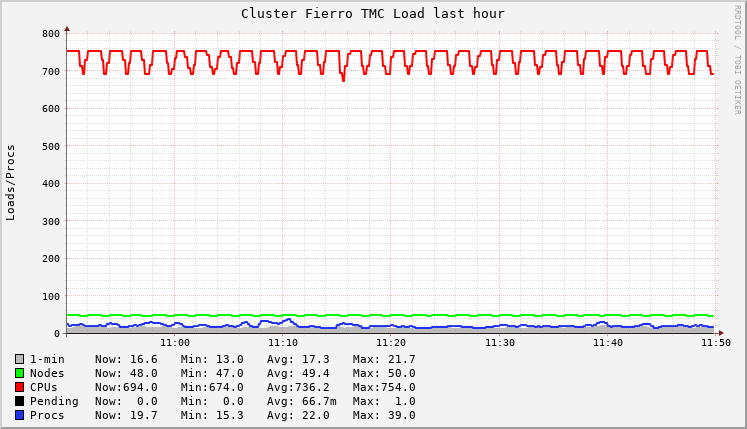 Cluster Fierro TMC Load last hour
RRDTOOL / TOBI OETIKER
Loads/Procs
800
700
600
500
400
300
200
100
0
11:00 11:10 11:20 11:30 11:40 11:50
1-min Now: 16.6 Min: 13.0 Avg: 17.3 Max: 21.7
Nodes Now: 48.0 Min: 47.0 Avg: 49.4 Max: 50.0
CPUs Now:694.0 Min:674.0 Avg:736.2 Max:754.0
Pending Now: 0.0 Min: 0.0 Avg: 66.7m Max: 1.0
Procs Now: 19.7 Min: 15.3 Avg: 22.0 Max: 39.0